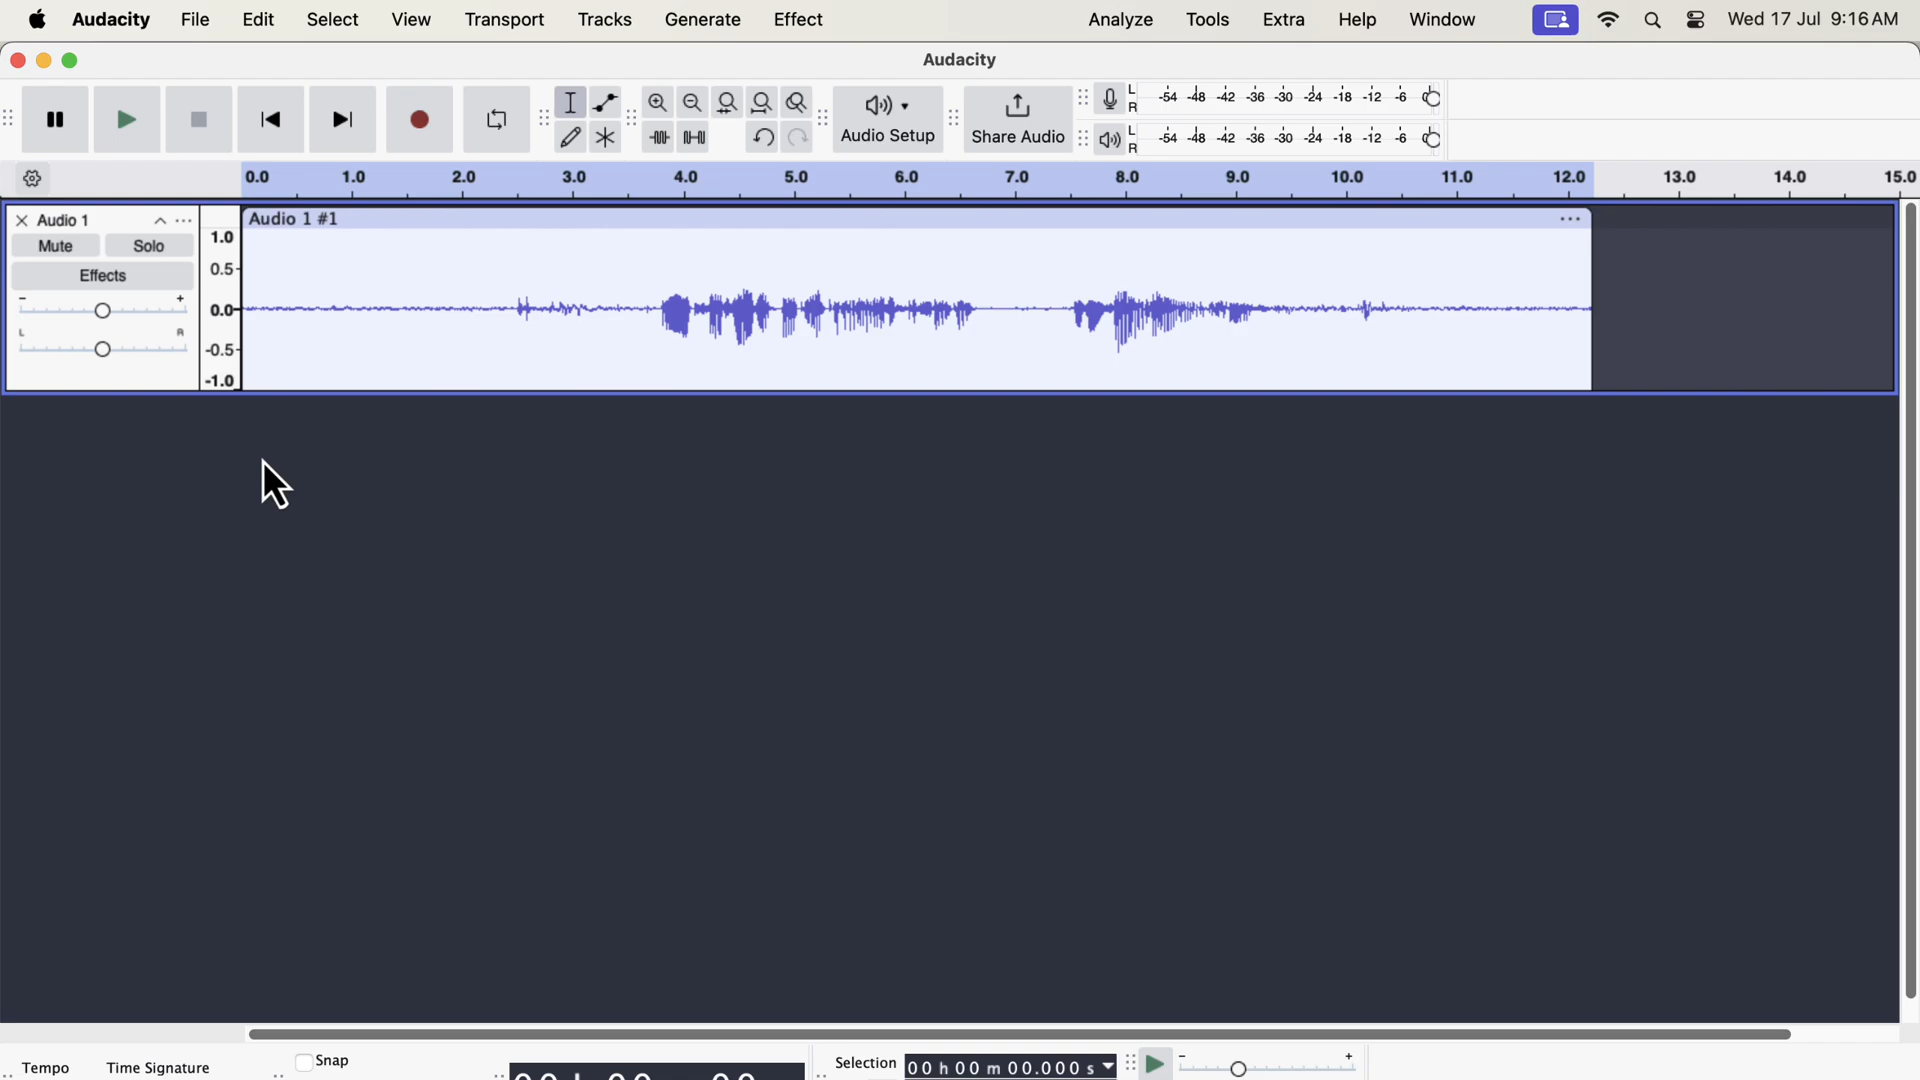 Audacity File Edit Select View Transport Tracks Generate Effect Analyze Tools Extra Help Window Wed 17 Jul 9:16 AM
Audacity
Audio Setup
Share Audio
L -54 -48 -42 -36 -30 -24 -18 -12 -6 0
R
L -54 -48 -42 -36 -30 -24 -18 -12 -6 0
R
0.0 1.0 2.0 3.0 4.0 5.0 6.0 7.0 8.0 9.0 10.0 11.0 12.0 13.0 14.0 15.0
Audio 1
Audio 1 #1
Mute Solo
Effects
- +
L R
1.0
0.5
0.0
-0.5
-1.0
Tempo Time Signature Snap
Selection 00 h 00 m 00.000 s
- +